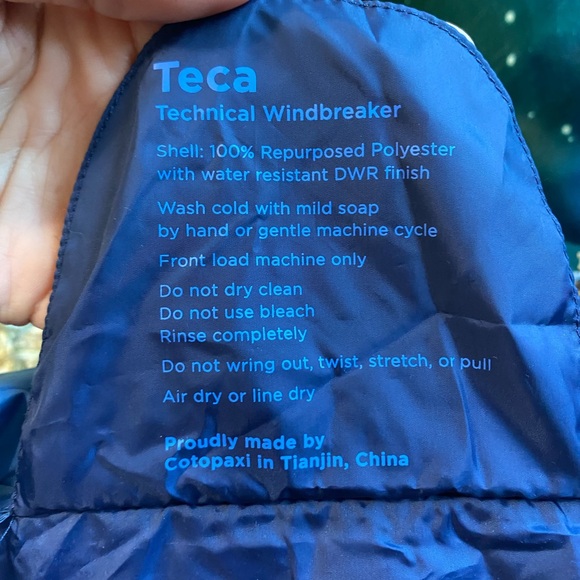 Teca
Technical Windbreaker
Shell: 100% Repurposed Polyester
with water resistant DWR finish
Wash cold with mild soap
by hand or gentle machine cycle
Front load machine only
Do not dry clean
Do not use bleach
Rinse completely
Do not wring out, twist, stretch, or pull
Air dry or line dry
Proudly made by
Cotopaxi in Tianjin, China